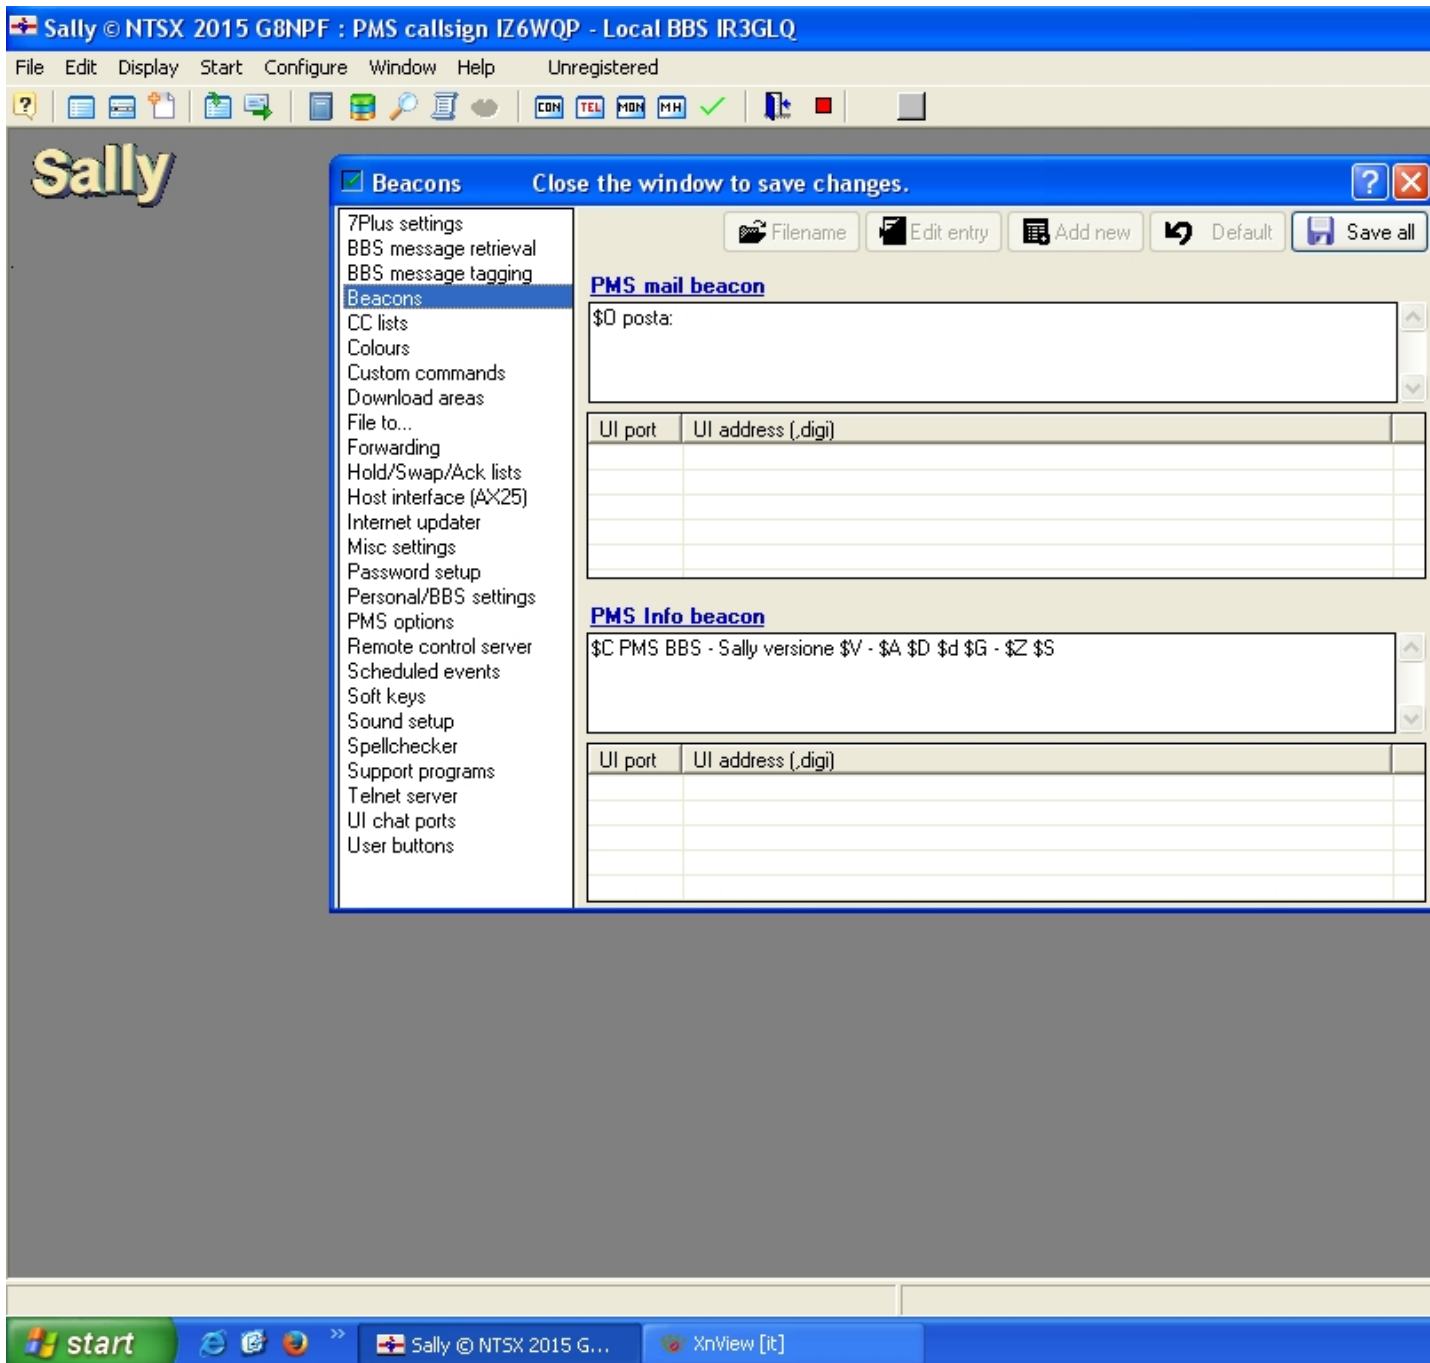 Sally © NTSX 2015 G8NPF : PMS callsign IZ6WQP - Local BBS IR3GLQ
File Edit Display Start Configure Window Help Unregistered
CON TEL MON MH
Sally
Beacons Close the window to save changes.
7Plus settings
BBS message retrieval
BBS message tagging
Beacons
CC lists
Colours
Custom commands
Download areas
File to...
Forwarding
Hold/Swap/Ack lists
Host interface (AX25)
Internet updater
Misc settings
Password setup
Personal/BBS settings
PMS options
Remote control server
Scheduled events
Soft keys
Sound setup
Spellchecker
Support programs
Telnet server
UI chat ports
User buttons
Filename Edit entry Add new Default Save all
PMS mail beacon
$O posta:
UI port UI address (,digi)
PMS Info beacon
$C PMS BBS - Sally versione $V - $A $D $d $G - $Z $S
UI port UI address (,digi)
start Sally © NTSX 2015 G... XnView [it]